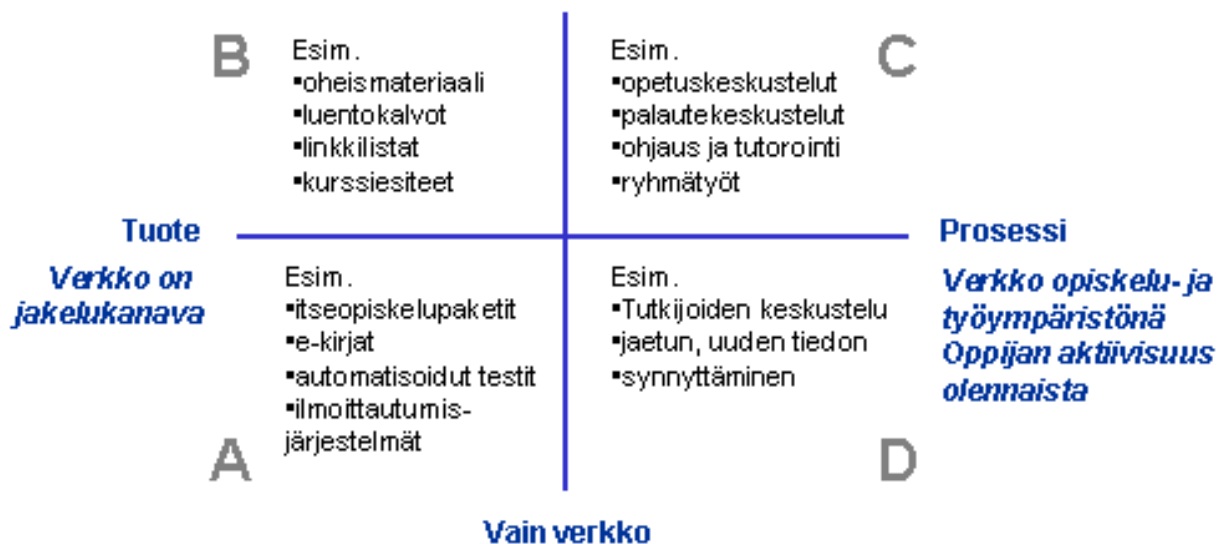 B
Esim.
▪oheismateriaali
▪luentokalvot
▪linkkilistat
▪kurssiesiteet
C
Esim.
▪opetuskeskustelut
▪palautekeskustelut
▪ohjaus ja tutorointi
▪ryhmätyöt
Tuote
Verkko on
jakelukanava
Prosessi
Verkko opiskelu- ja
työympäristönä
Oppijan aktiivisuus
olennaista
A
Esim.
▪itseopiskelupaketit
▪e-kirjat
▪automatisoidut testit
▪ilmoittautumis-
järjestelmät
D
Esim.
▪Tutkijoiden keskustelu
▪jaetun, uuden tiedon
▪synnyttäminen
Vain verkko